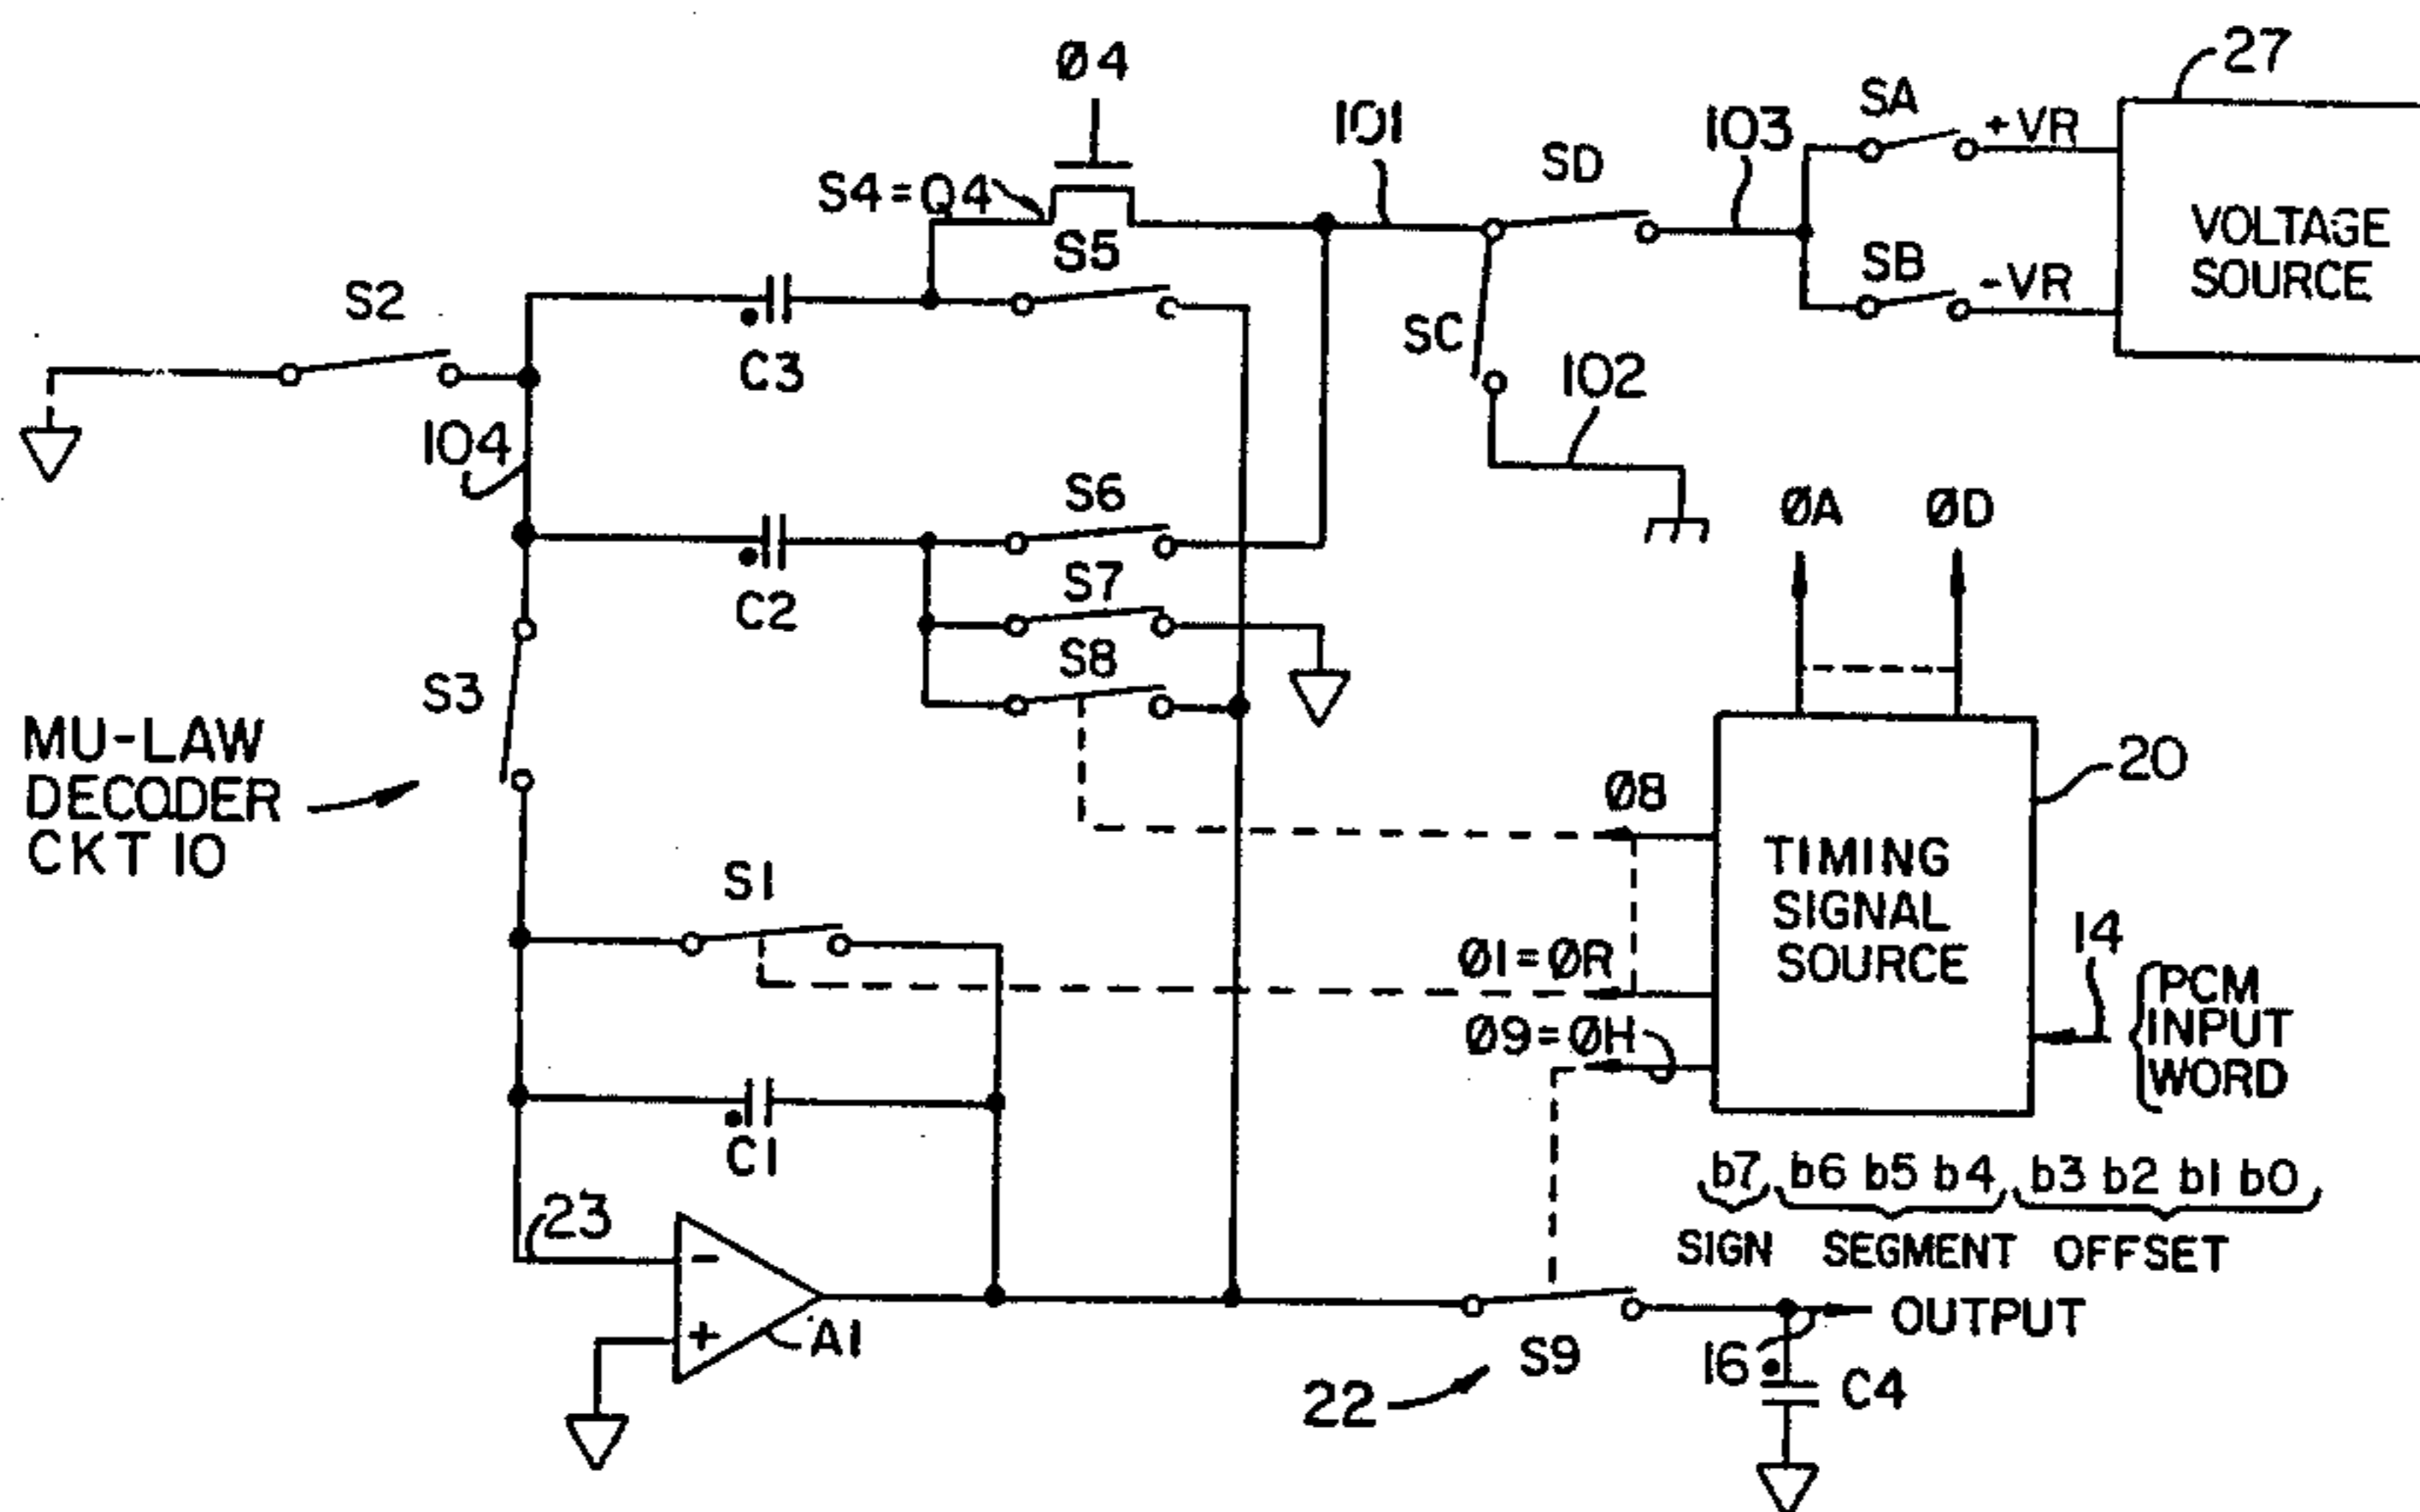 Ø4
27
101
103
SA
+VR
SD
S4=Q4
VOLTAGE
SOURCE
S5
SB
-VR
S2
SC
C3
102
104
S6
ØA
ØD
C2
S7
S8
S3
MU-LAW
DECODER
CKT 10
20
Ø8
TIMING
SIGNAL
SOURCE
S1
14
Ø1=ØR
PCM
INPUT
WORD
Ø9=ØH
C1
b7 b6 b5 b4 b3 b2 b1 b0
23
SIGN SEGMENT OFFSET
-
+
A1
OUTPUT
S9
16
C4
22